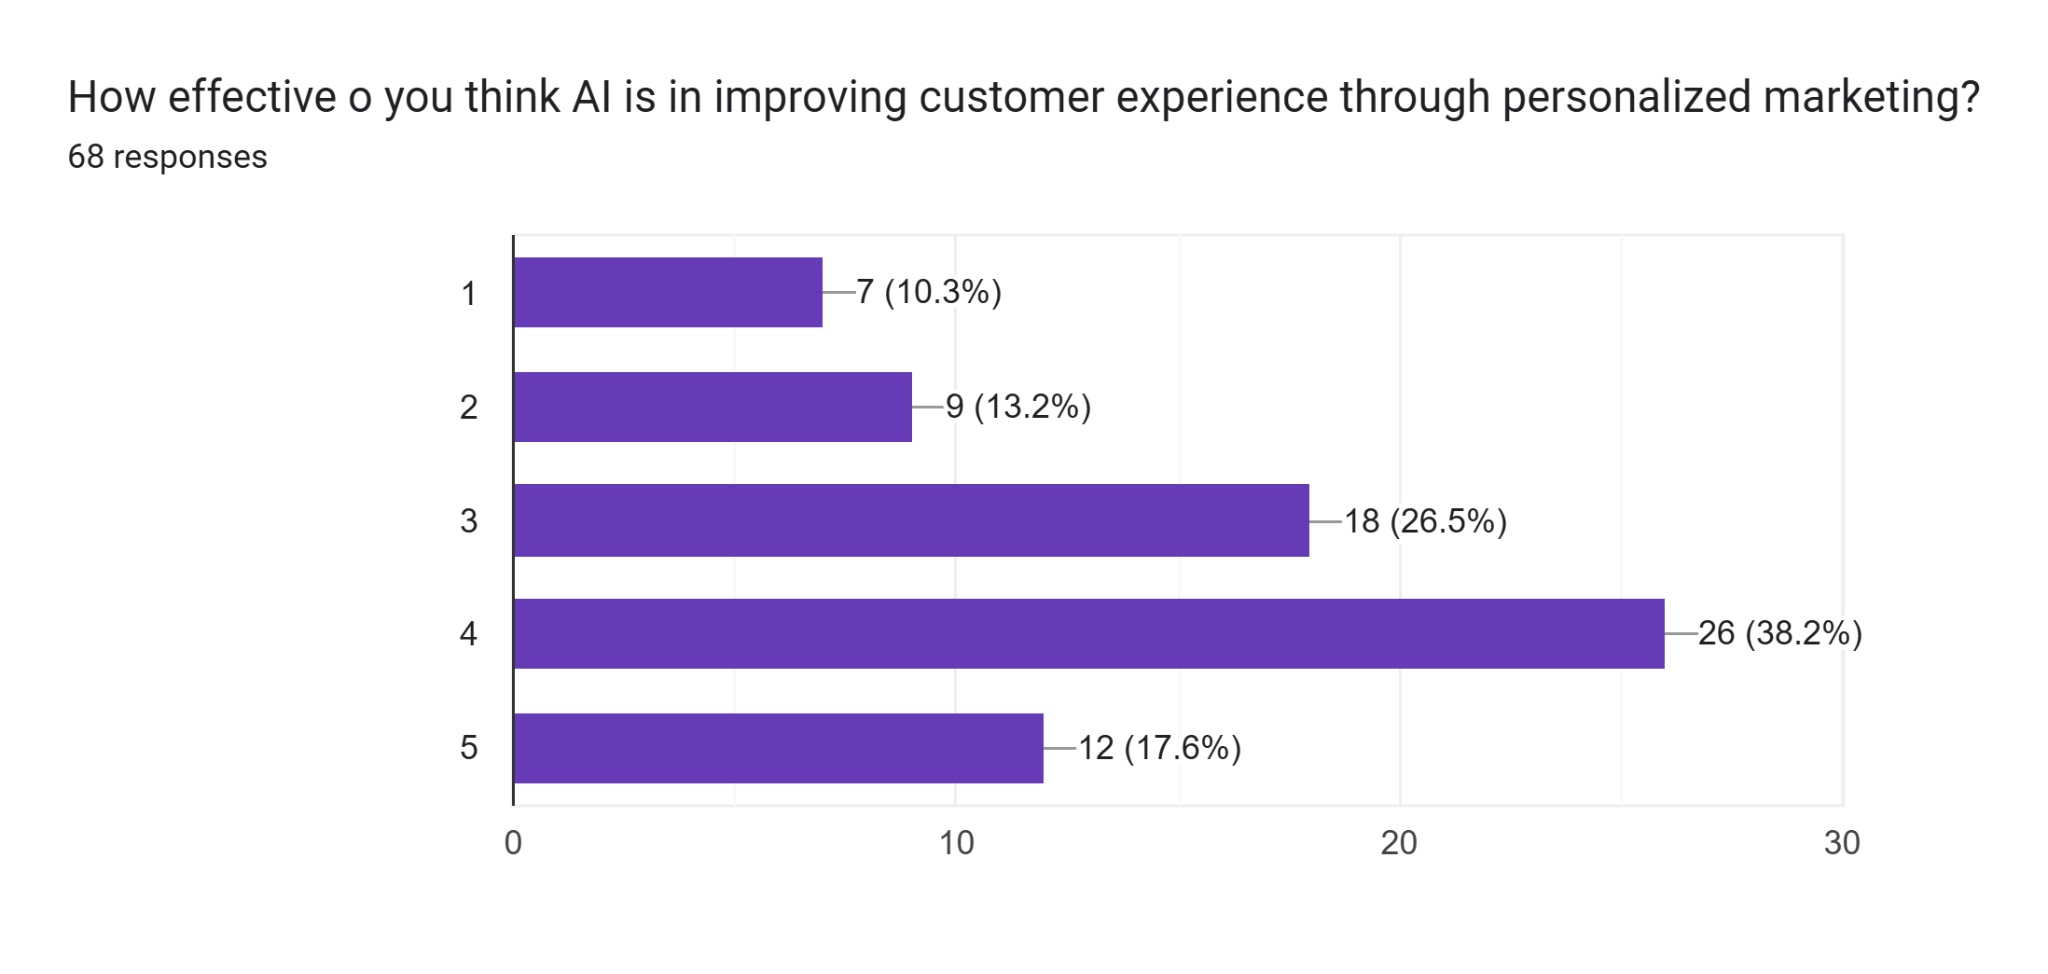 How effective o you think AI is in improving customer experience through personalized marketing?
68 responses
1 7 (10.3%)
2 9 (13.2%)
3 18 (26.5%)
4 26 (38.2%)
5 12 (17.6%)
0 10 20 30